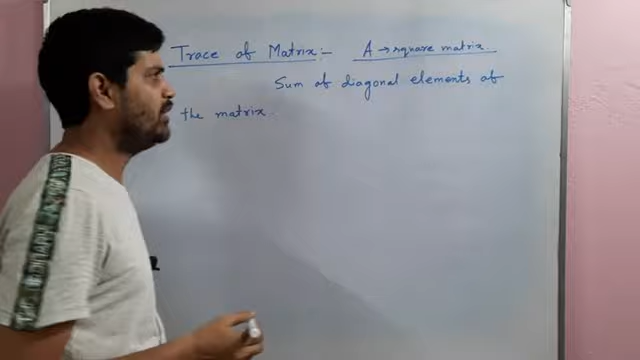 Trace of Matrix:- A → square matrix
Sum of diagonal elements of
the matrix.